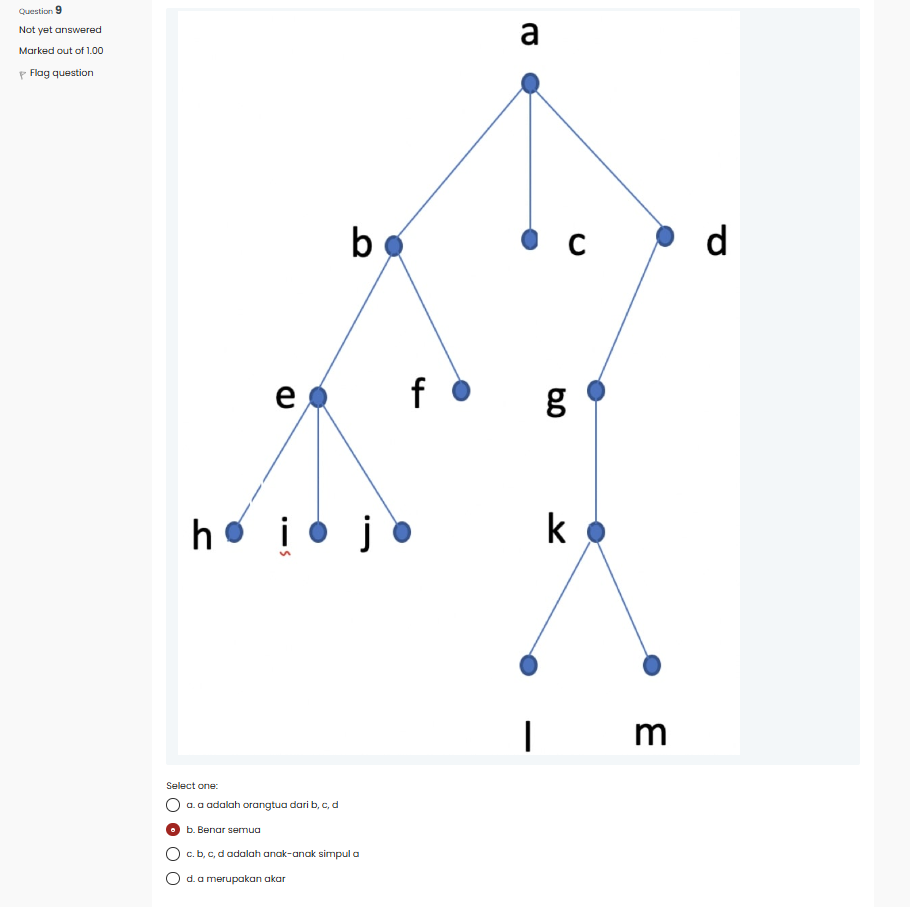 Question 9
Not yet answered
Marked out of 1.00
Flag question
a
b
c
d
e
f
g
h
i
j
k
l
m
Select one:
a. a adalah orangtua dari b, c, d
b. Benar semua
c. b, c, d adalah anak-anak simpul a
d. a merupakan akar